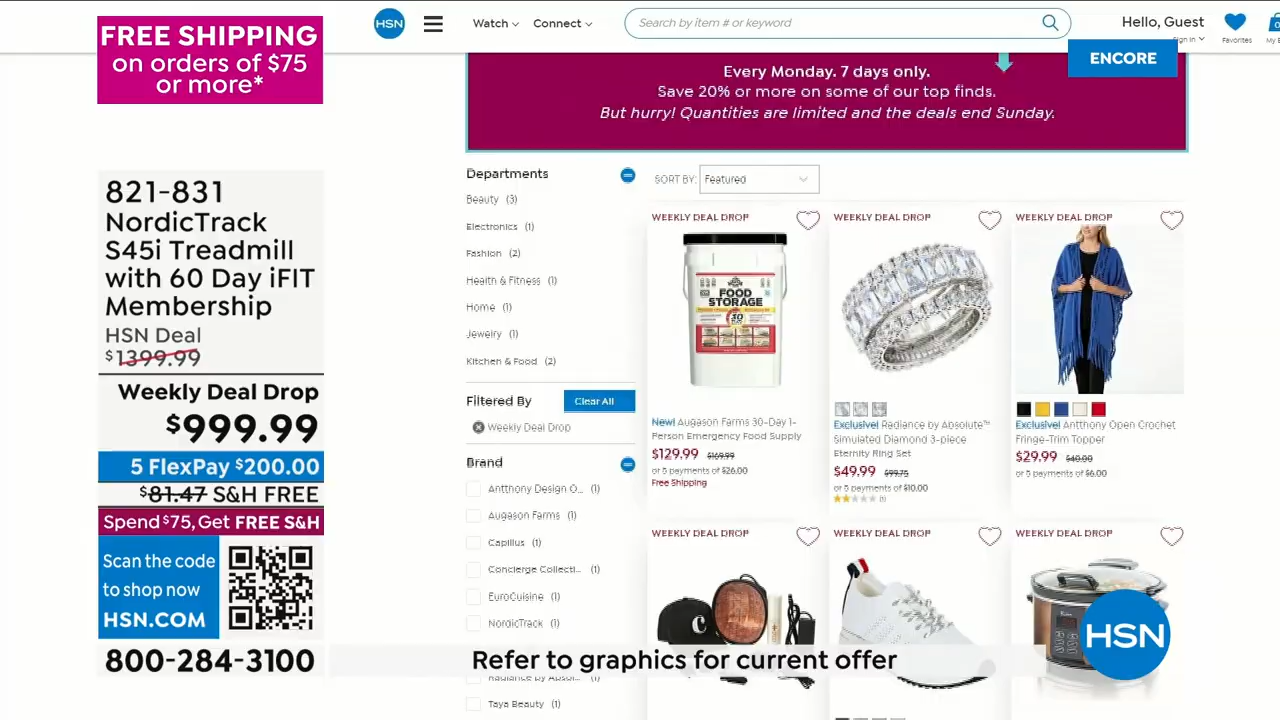 FREE SHIPPING
on orders of $75
or more*
821-831
NordicTrack
S45i Treadmill
with 60 Day iFIT
Membership
HSN Deal
$1399.99
Weekly Deal Drop
$999.99
5 FlexPay $200.00
$81.47 S&H FREE
Spend $75, Get FREE S&H
Scan the code
to shop now
HSN.COM
800-284-3100
HSN
Watch
Connect
Search by item # or keyword
Hello, Guest
Sign In
Favorites
ENCORE
Every Monday. 7 days only.
Save 20% or more on some of our top finds.
But hurry! Quantities are limited and the deals end Sunday.
Departments
Beauty (3)
Electronics (1)
Fashion (2)
Health & Fitness (1)
Home (1)
Jewelry (1)
Kitchen & Food (2)
Filtered By
Clear All
Weekly Deal Drop
Brand
Antthony Design O... (1)
Augason Farms (1)
Capillus (1)
Concierge Collecti... (1)
EuroCuisine (1)
NordicTrack (1)
Radiance by Absol... (1)
Taya Beauty (1)
SORT BY: Featured
WEEKLY DEAL DROP
FOOD
STORAGE
30
New! Augason Farms 30-Day 1-
Person Emergency Food Supply
$129.99 $169.99
or 5 payments of $26.00
Free Shipping
WEEKLY DEAL DROP
Exclusive! Radiance by Absolute™
Simulated Diamond 3-piece
Eternity Ring Set
$49.99 $99.75
or 5 payments of $10.00
(1)
WEEKLY DEAL DROP
Exclusive! Antthony Open Crochet
Fringe-Trim Topper
$29.99 $40.00
or 5 payments of $6.00
WEEKLY DEAL DROP
WEEKLY DEAL DROP
WEEKLY DEAL DROP
HSN
Refer to graphics for current offer